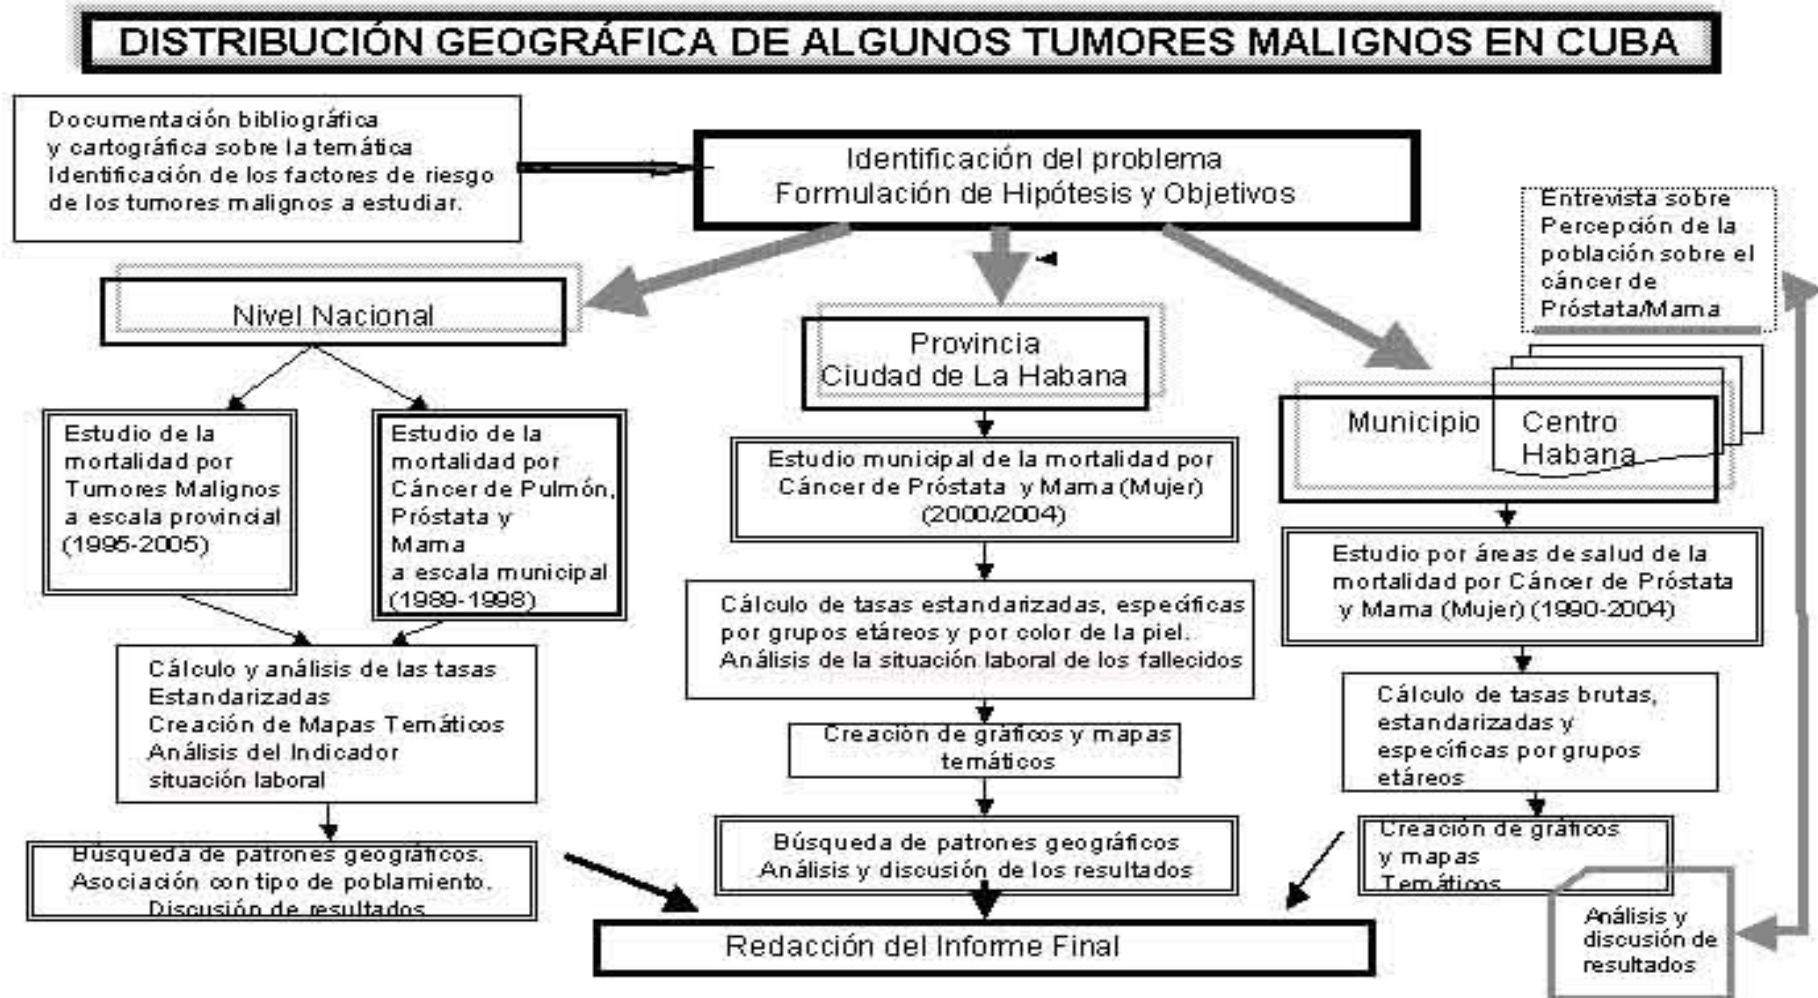 DISTRIBUCIÓN GEOGRÁFICA DE ALGUNOS TUMORES MALIGNOS EN CUBA
Documentación bibliográfica
y cartográfica sobre la temática
Identificación de los factores de riesgo
de los tumores malignos a estudiar.
Identificación del problema
Formulación de Hipótesis y Objetivos
Entrevista sobre
Percepción de la
población sobre el
cáncer de
Próstata/Mama
Nivel Nacional
Provincia
Ciudad de La Habana
Municipio
Centro
Habana
Estudio de la
mortalidad por
Tumores Malignos
a escala provincial
(1995-2005)
Estudio de la
mortalidad por
Cáncer de Pulmón,
Próstata y
Mama
a escala municipal
(1989-1998)
Estudio municipal de la mortalidad por
Cáncer de Próstata y Mama (Mujer)
(2000/2004)
Estudio por áreas de salud de la
mortalidad por Cáncer de Próstata
y Mama (Mujer) (1990-2004)
Cálculo y análisis de las tasas
Estandarizadas
Creación de Mapas Temáticos
Análisis del Indicador
situación laboral
Cálculo de tasas estandarizadas, específicas
por grupos etáreos y por color de la piel.
Análisis de la situación laboral de los fallecidos
Cálculo de tasas brutas,
estandarizadas y
específicas por grupos
etáreos
Creación de gráficos y mapas
temáticos
Búsqueda de patrones geográficos.
Asociación con tipo de poblamiento.
Discusión de resultados
Búsqueda de patrones geográficos
Análisis y discusión de los resultados
Creación de gráficos
y mapas
Temáticos
Análisis y
discusión de
resultados
Redacción del Informe Final